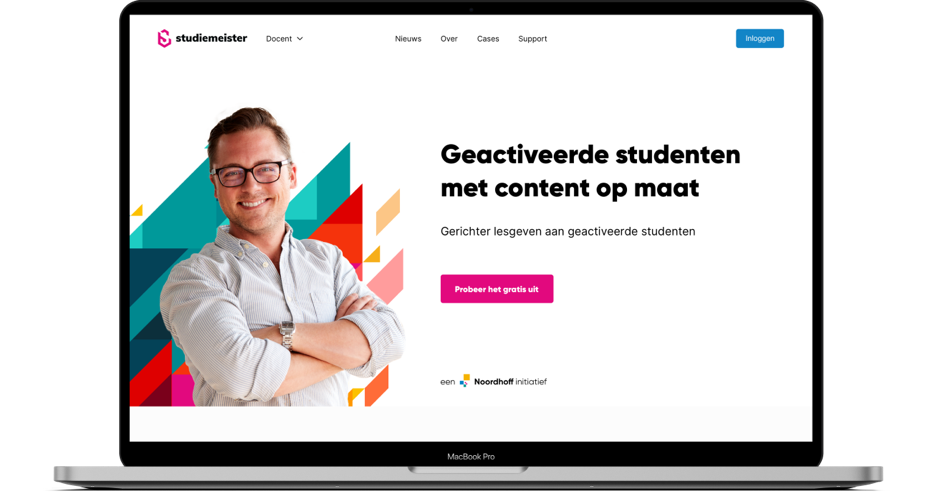 studiemeister
Docent
Nieuws
Over
Cases
Support
Inloggen
Geactiveerde studenten
met content op maat
Gerichter lesgeven aan geactiveerde studenten
Probeer het gratis uit
een Noordhoff initiatief
MacBook Pro